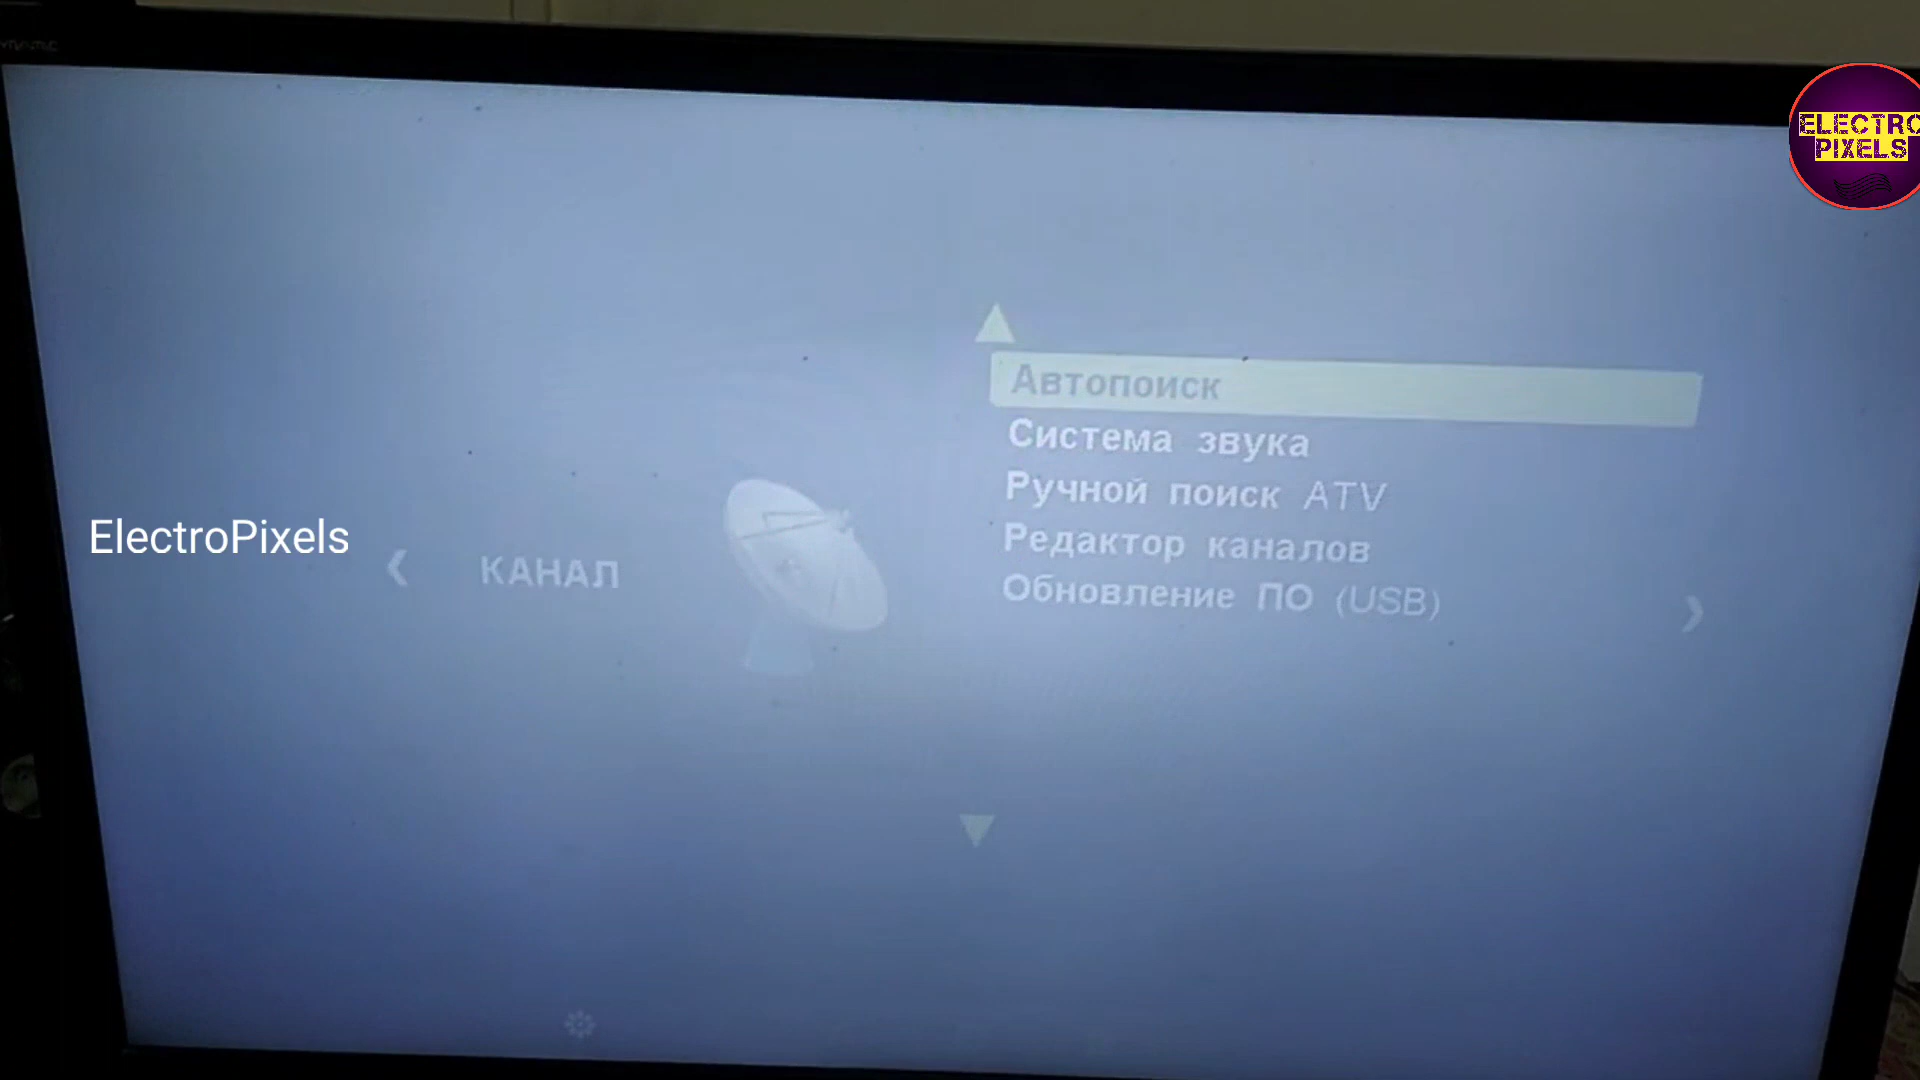 ELECTRO
PIXELS
Автопоиск
Система звука
Ручной поиск ATV
Редактор каналов
Обновление ПО (USB)
ElectroPixels
КАНАЛ